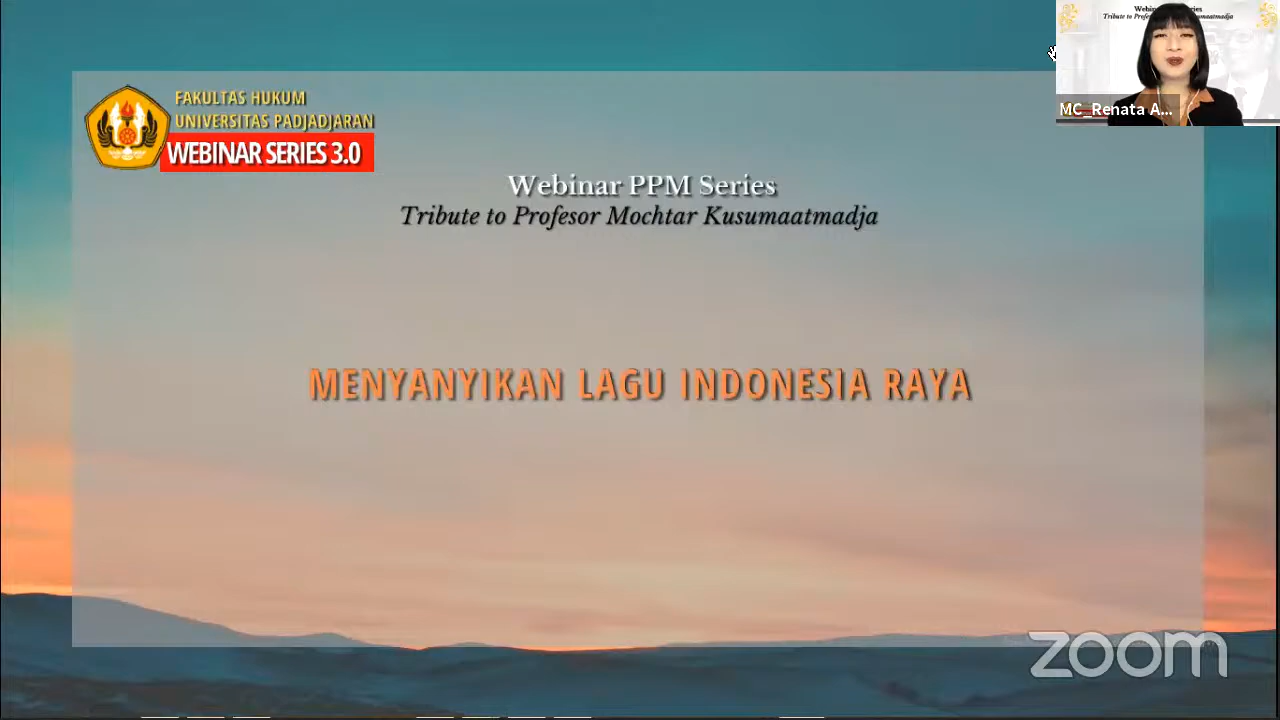 FAKULTAS HUKUM
UNIVERSITAS PADJADJARAN
WEBINAR SERIES 3.0
Webinar PPM Series
Tribute to Profesor Mochtar Kusumaatmadja
MENYANYIKAN LAGU INDONESIA RAYA
MC_Renata A...
zoom